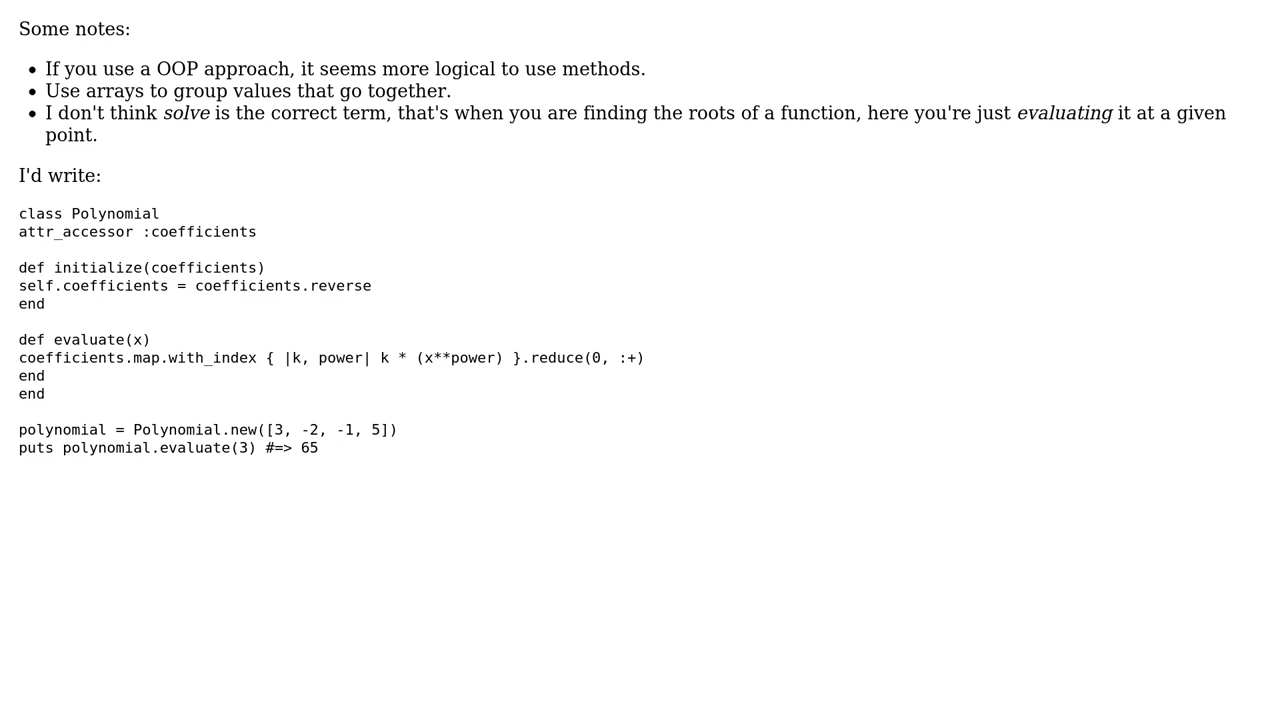 Some notes:
• If you use a OOP approach, it seems more logical to use methods.
• Use arrays to group values that go together.
• I don't think solve is the correct term, that's when you are finding the roots of a function, here you're just evaluating it at a given
point.
I'd write:
class Polynomial
attr_accessor :coefficients
def initialize(coefficients)
self.coefficients = coefficients.reverse
end
def evaluate(x)
coefficients.map.with_index { |k, power| k * (x**power) }.reduce(0, :+)
end
end
polynomial = Polynomial.new([3, -2, -1, 5])
puts polynomial.evaluate(3) #=> 65